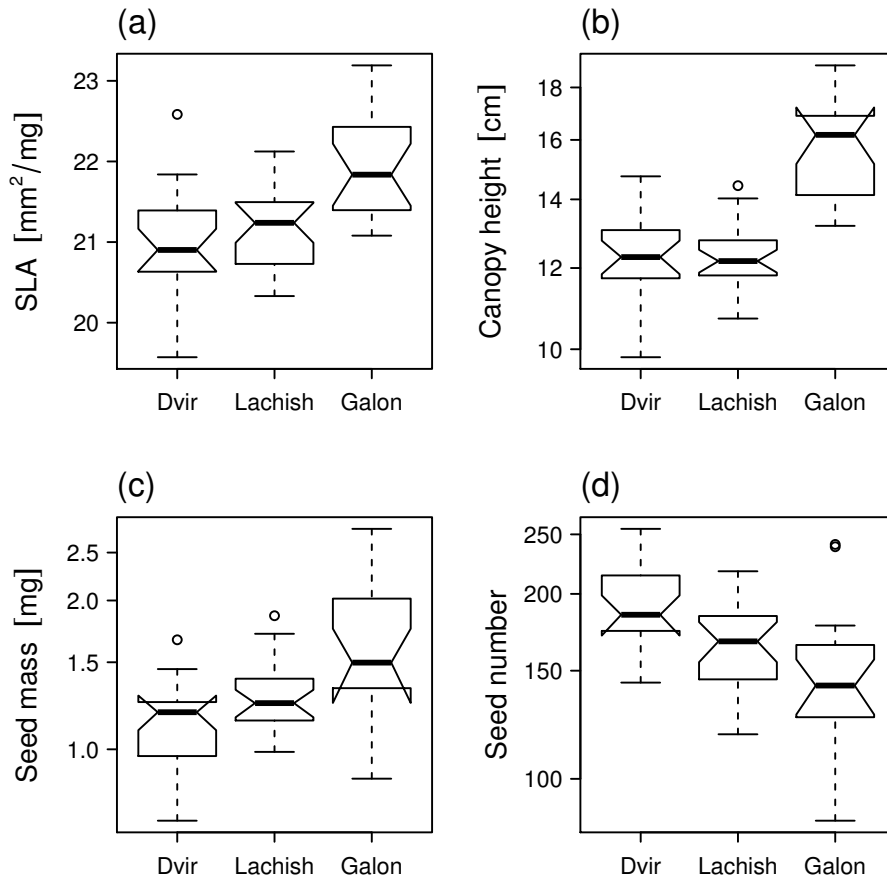 (a)
SLA [mm²/mg]
23
22
21
20
Dvir Lachish Galon
(b)
Canopy height [cm]
18
16
14
12
10
Dvir Lachish Galon
(c)
Seed mass [mg]
2.5
2.0
1.5
1.0
Dvir Lachish Galon
(d)
Seed number
250
200
150
100
Dvir Lachish Galon